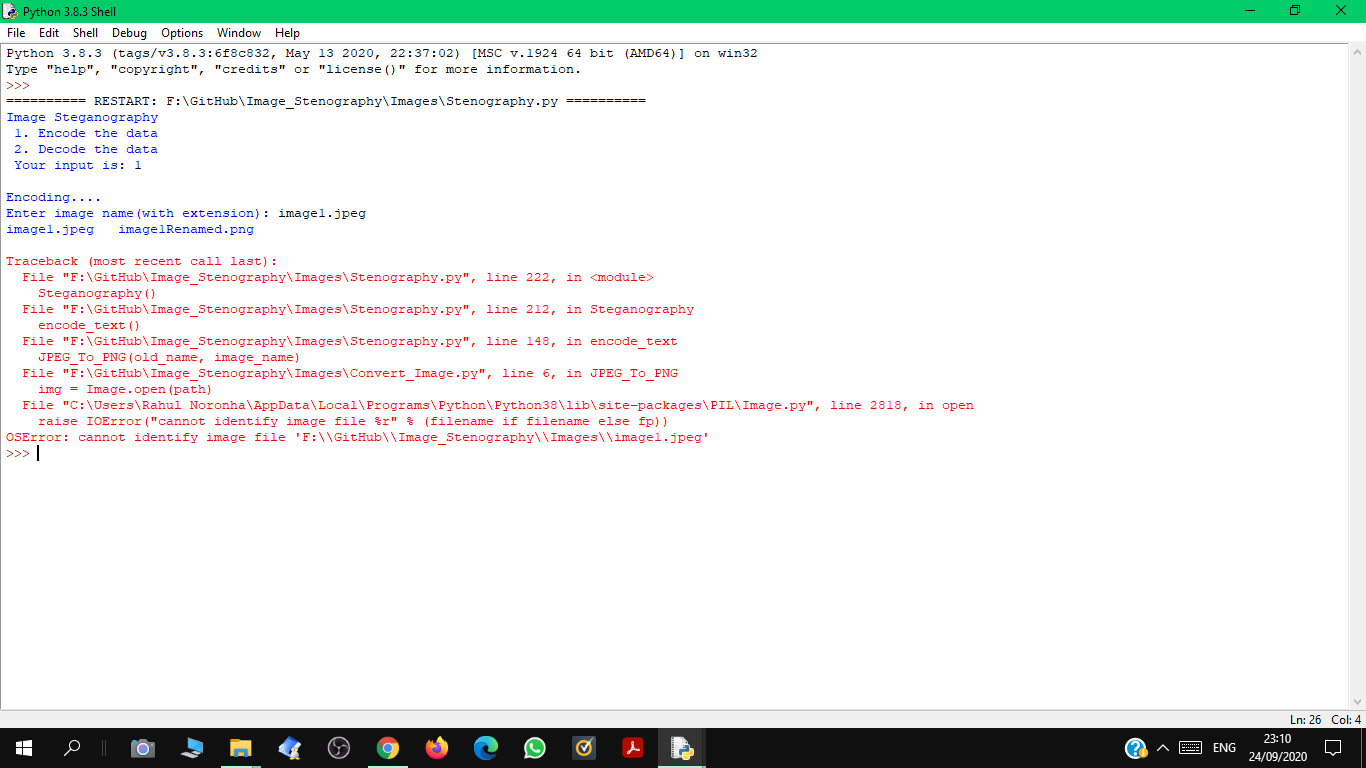 Python 3.8.3 Shell
File Edit Shell Debug Options Window Help
Python 3.8.3 (tags/v3.8.3:6f8c832, May 13 2020, 22:37:02) [MSC v.1924 64 bit (AMD64)] on win32
Type "help", "copyright", "credits" or "license()" for more information.
>>>
========== RESTART: F:\GitHub\Image_Stenography\Images\Stenography.py ==========
Image Steganography
 1. Encode the data
 2. Decode the data
 Your input is: 1
Encoding....
Enter image name(with extension): image1.jpeg
image1.jpeg   image1Renamed.png
Traceback (most recent call last):
  File "F:\GitHub\Image_Stenography\Images\Stenography.py", line 222, in <module>
    Steganography()
  File "F:\GitHub\Image_Stenography\Images\Stenography.py", line 212, in Steganography
    encode_text()
  File "F:\GitHub\Image_Stenography\Images\Stenography.py", line 148, in encode_text
    JPEG_To_PNG(old_name, image_name)
  File "F:\GitHub\Image_Stenography\Images\Convert_Image.py", line 6, in JPEG_To_PNG
    img = Image.open(path)
  File "C:\Users\Rahul Noronha\AppData\Local\Programs\Python\Python38\lib\site-packages\PIL\Image.py", line 2818, in open
    raise IOError("cannot identify image file %r" % (filename if filename else fp))
OSError: cannot identify image file 'F:\\GitHub\\Image_Stenography\\Images\\image1.jpeg'
>>>
Ln: 26 Col: 4
ENG
23:10
24/09/2020